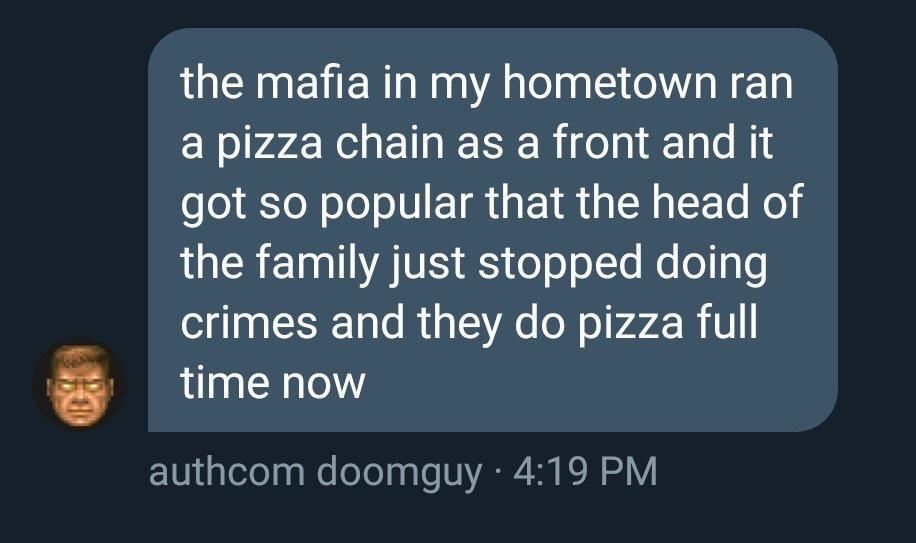 the mafia in my hometown ran
a pizza chain as a front and it
got so popular that the head of
the family just stopped doing
crimes and they do pizza full
time now
authcom doomguy · 4:19 PM